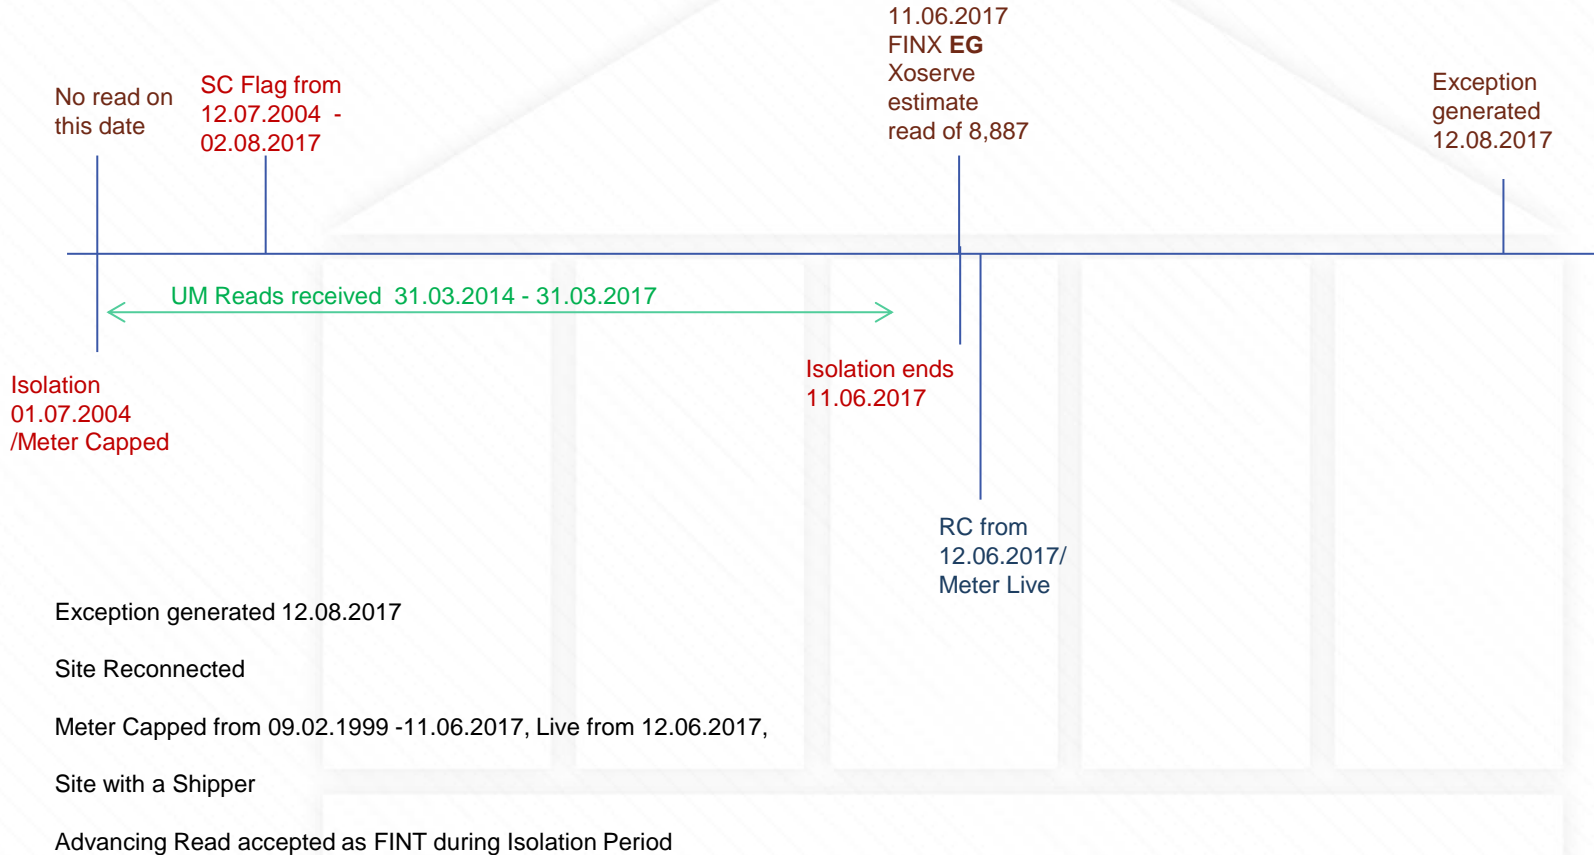 No read on
this date
SC Flag from
12.07.2004  -
02.08.2017
11.06.2017
FINX EG
Xoserve
estimate
read of 8,887
Exception
generated
12.08.2017
UM Reads received  31.03.2014 - 31.03.2017
Isolation
01.07.2004
/Meter Capped
Isolation ends
11.06.2017
RC from
12.06.2017/
Meter Live
Exception generated 12.08.2017
Site Reconnected
Meter Capped from 09.02.1999 -11.06.2017, Live from 12.06.2017,
Site with a Shipper
Advancing Read accepted as FINT during Isolation Period